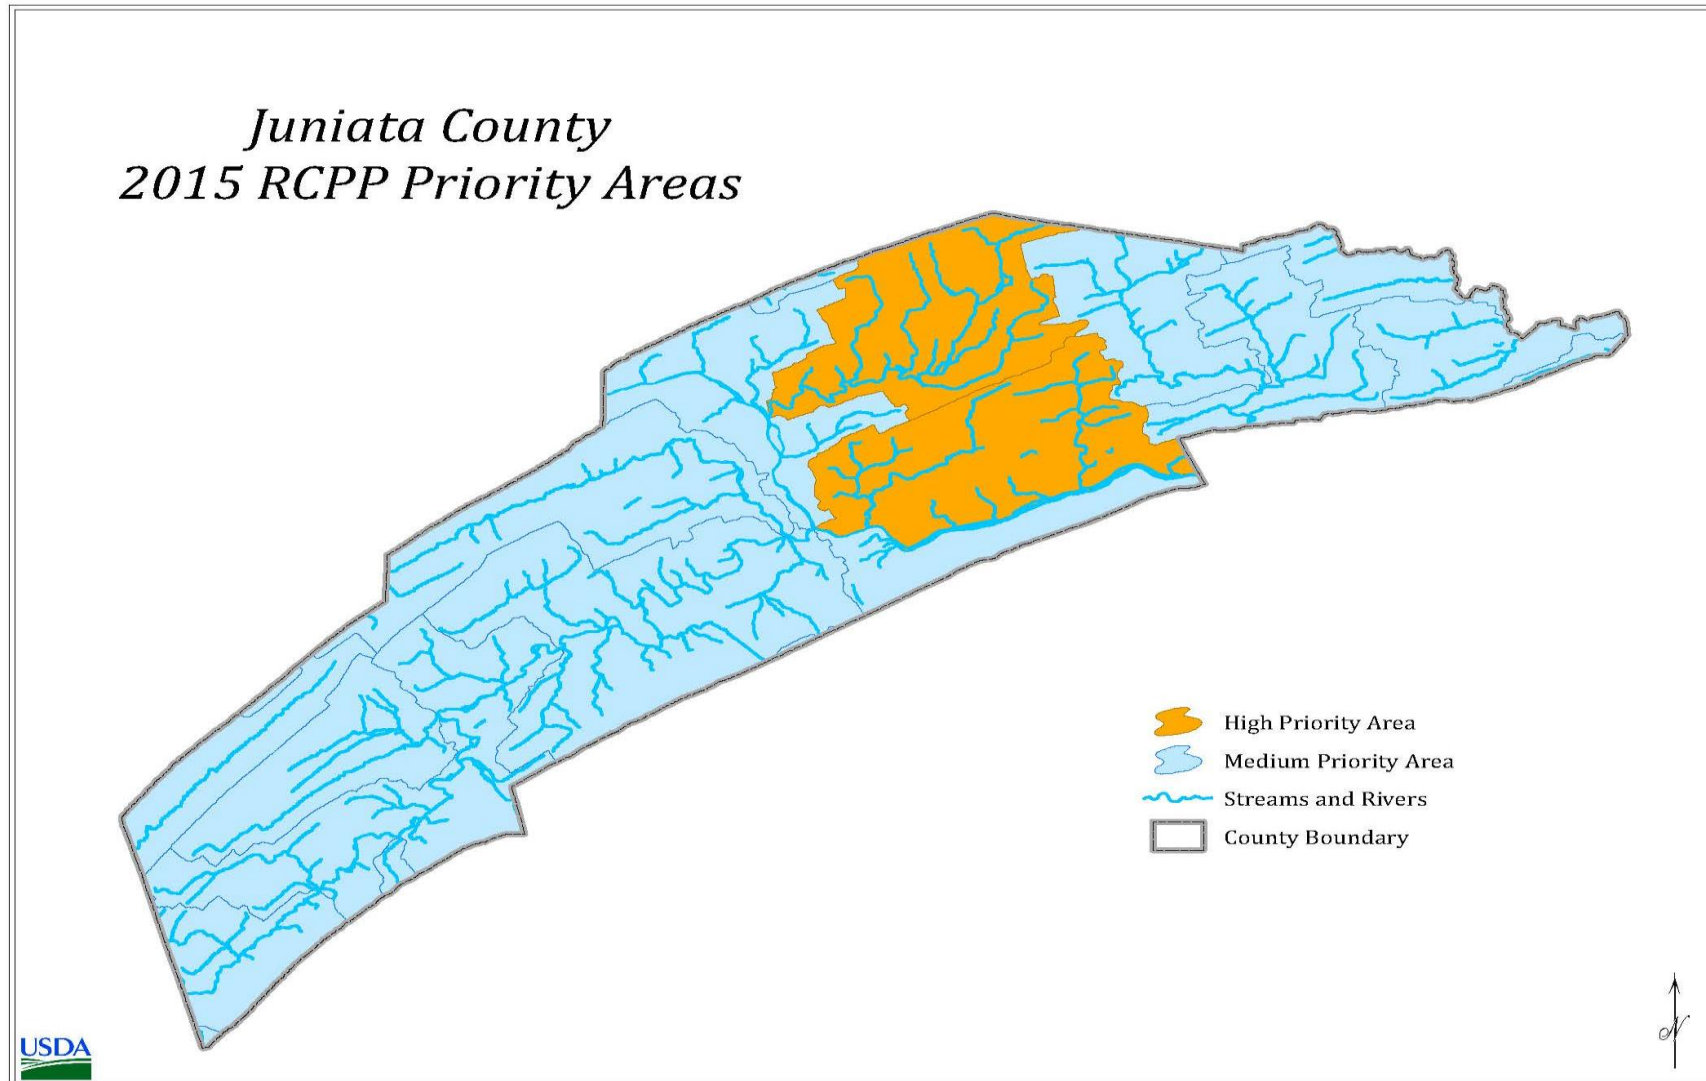 Juniata County
2015 RCPP Priority Areas
High Priority Area
Medium Priority Area
Streams and Rivers
County Boundary
USDA
N